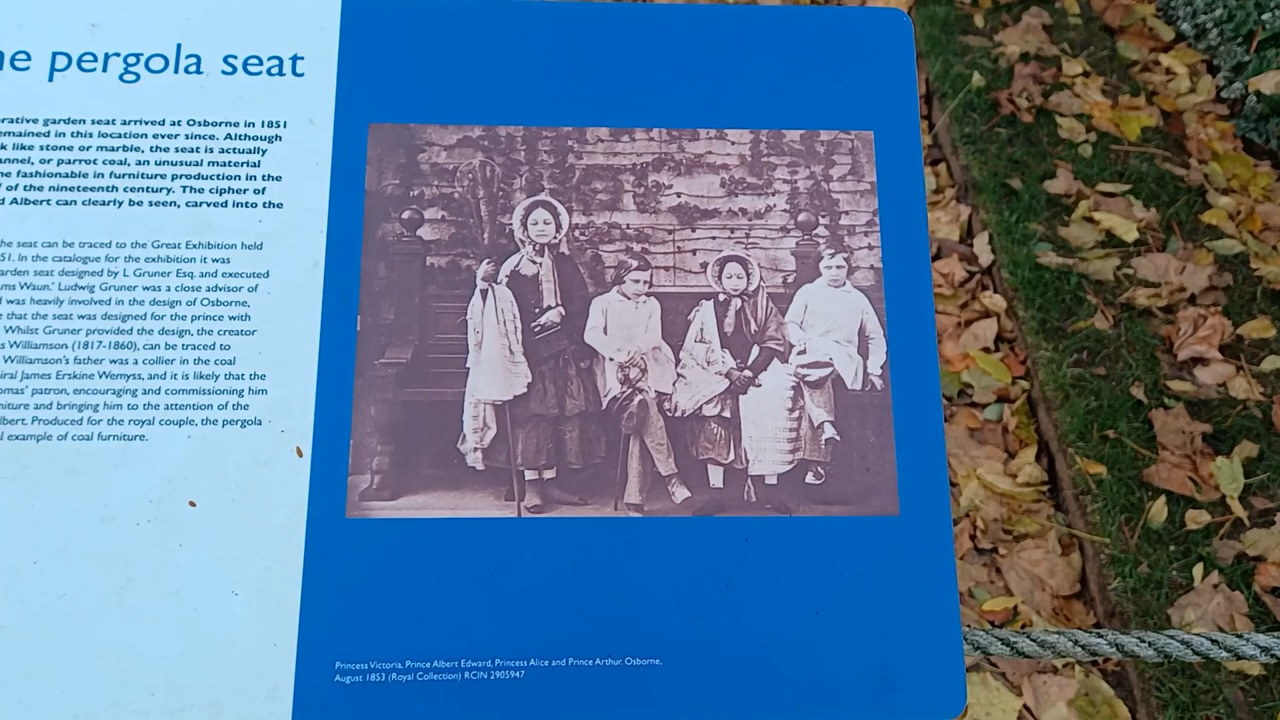 he pergola seat
rative garden seat arrived at Osborne in 1851
emained in this location ever since. Although
k like stone or marble, the seat is actually
annel, or parrot coal, an unusual material
ne fashionable in furniture production in the
of the nineteenth century. The cipher of
d Albert can clearly be seen, carved into the
he seat can be traced to the Great Exhibition held
51. In the catalogue for the exhibition it was
arden seat designed by L Gruner Esq. and executed
ms Waun.' Ludwig Gruner was a close advisor of
d was heavily involved in the design of Osborne,
e that the seat was designed for the prince with
Whilst Gruner provided the design, the creator
s Williamson (1817-1860), can be traced to
Williamson's father was a collier in the coal
iral James Erskine Wemyss, and it is likely that the
omas' patron, encouraging and commissioning him
niture and bringing him to the attention of the
lbert. Produced for the royal couple, the pergola
l example of coal furniture.
Princess Victoria, Prince Albert Edward, Princess Alice and Prince Arthur. Osborne,
August 1853 (Royal Collection) RCIN 2905947